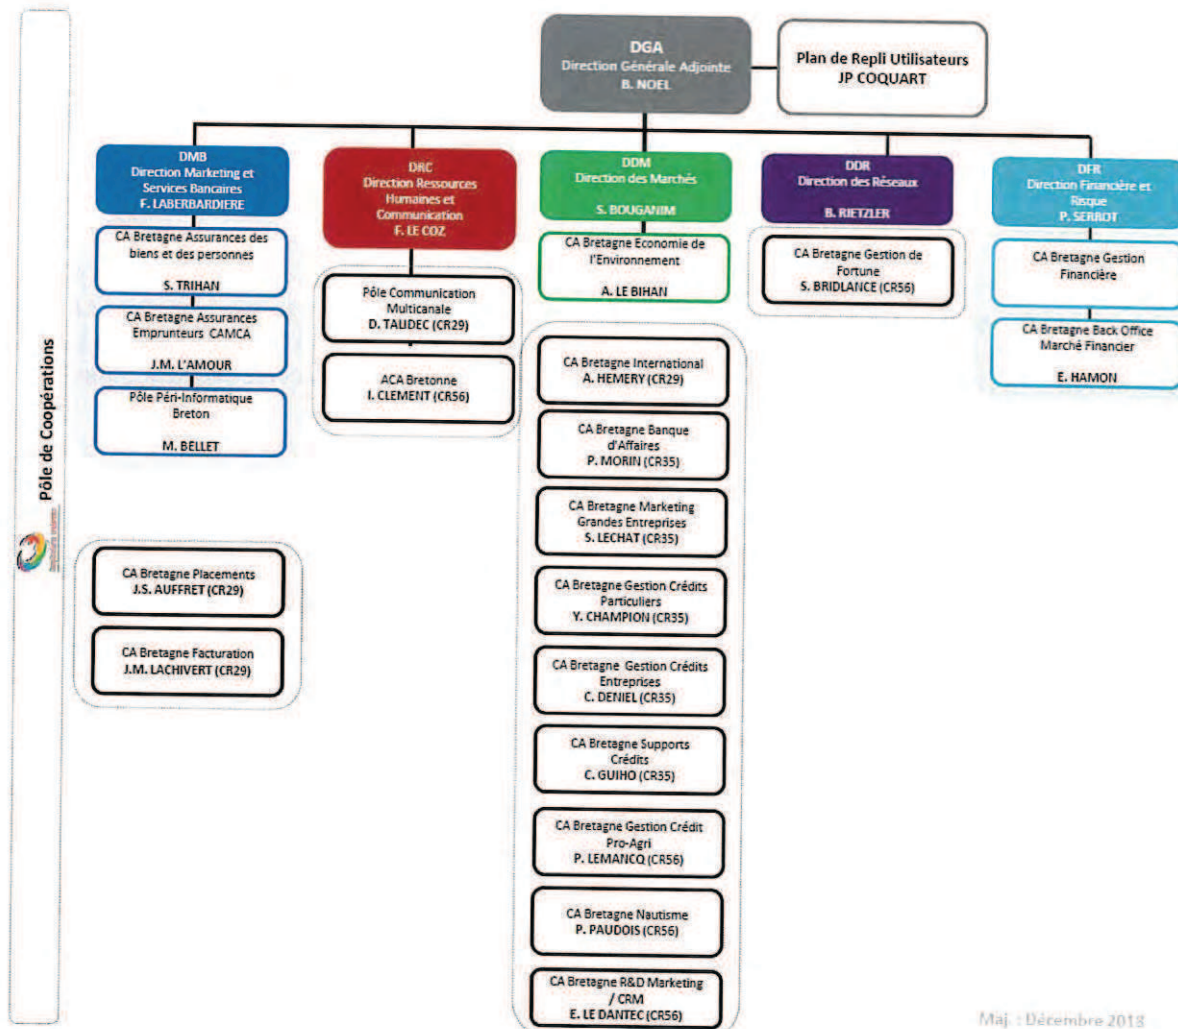 DGA
Direction Générale Adjointe
B. NOEL
Plan de Repli Utilisateurs
JP COQUART
DMB
Direction Marketing et
Services Bancaires
F. LABERBARDIERE
CA Bretagne Assurances des
biens et des personnes
S. TRIHAN
CA Bretagne Assurances
Emprunteurs CAMCA
J.M. L'AMOUR
Pôle Péri-Informatique
Breton
M. BELLET
CA Bretagne Placements
J.S. AUFFRET (CR29)
CA Bretagne Facturation
J.M. LACHIVERT (CR29)
DRC
Direction Ressources
Humaines et
Communication
F. LE COZ
Pôle Communication
Multicanale
D. TALIDEC (CR29)
ACA Bretonne
I. CLEMENT (CR56)
DDM
Direction des Marchés
S. BOUGANIM
CA Bretagne Economie de
l'Environnement
A. LE BIHAN
CA Bretagne International
A. HEMERY (CR29)
CA Bretagne Banque
d'Affaires
P. MORIN (CR35)
CA Bretagne Marketing
Grandes Entreprises
S. LECHAT (CR35)
CA Bretagne Gestion Crédits
Particuliers
Y. CHAMPION (CR35)
CA Bretagne Gestion Crédits
Entreprises
C. DENIEL (CR35)
CA Bretagne Supports
Crédits
C. GUIHO (CR35)
CA Bretagne Gestion Crédit
Pro-Agri
P. LEMANCQ (CR56)
CA Bretagne Nautisme
P. PAUDOIS (CR56)
CA Bretagne R&D Marketing
/ CRM
E. LE DANTEC (CR56)
DDR
Direction des Réseaux
B. RIETZLER
CA Bretagne Gestion de
Fortune
S. BRIDLANCE (CR56)
DFR
Direction Financière et
Risque
P. SERROT
CA Bretagne Gestion
Financière
CA Bretagne Back Office
Marché Financier
E. HAMON
Pôle de Coopérations
Maj. : Décembre 2018